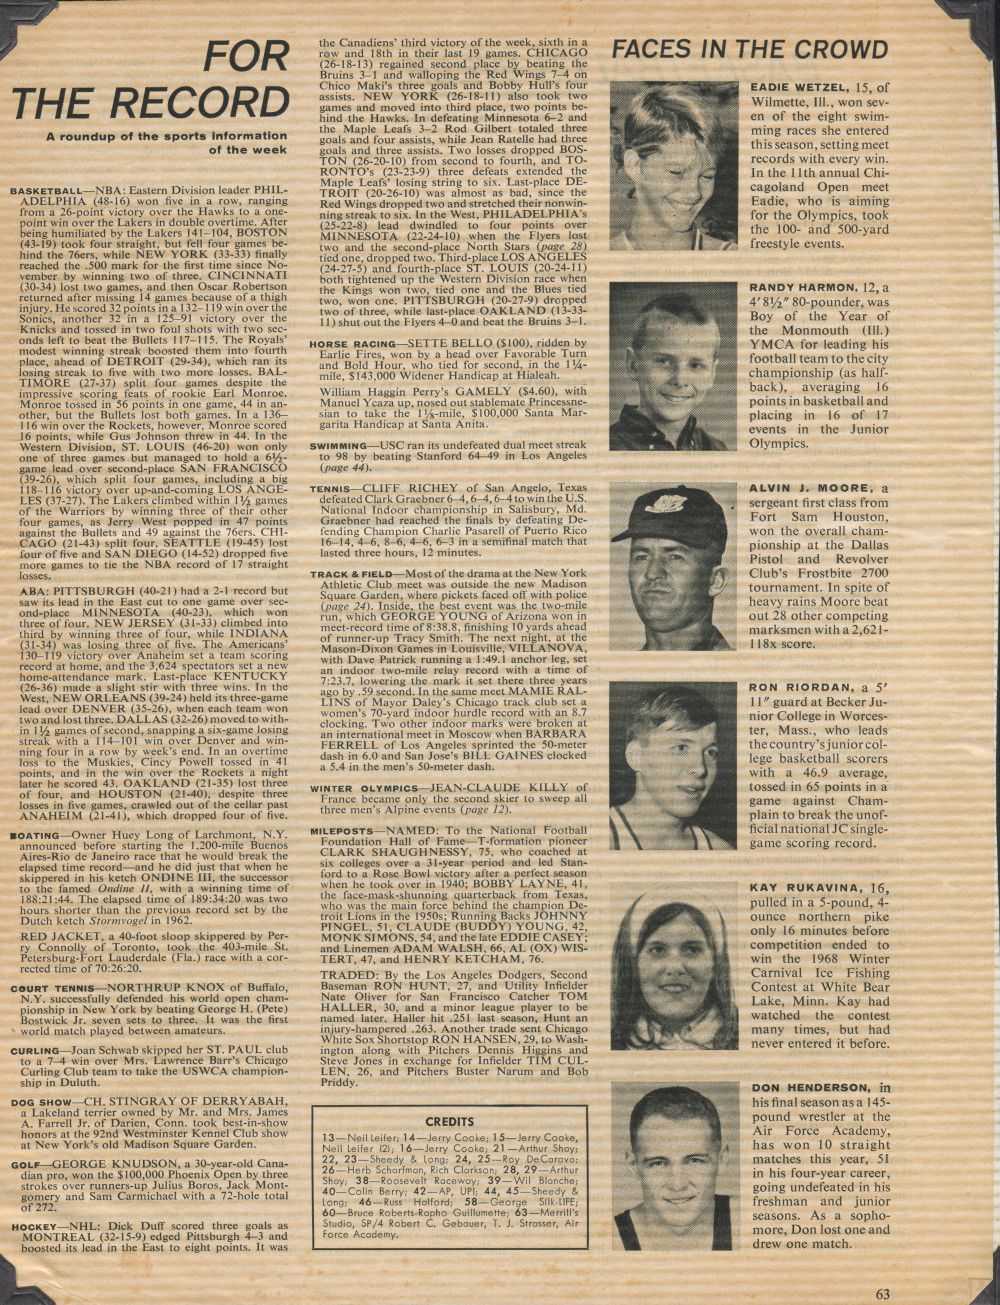 FOR
THE RECORD
A roundup of the sports information
of the week
BASKETBALL—NBA: Eastern Division leader PHIL-
ADELPHIA (48-16) won five in a row, ranging
from a 26-point victory over the Hawks to a one-
point win over the Lakers in double overtime. After
being humiliated by the Lakers 141–104, BOSTON
(43-19) took four straight, but fell four games be-
hind the 76ers, while NEW YORK (33-33) finally
reached the .500 mark for the first time since No-
vember by winning two of three. CINCINNATI
(30-34) lost two games, and then Oscar Robertson
returned after missing 14 games because of a thigh
injury. He scored 32 points in a 132–119 win over the
Sonics, another 32 in a 125–91 victory over the
Knicks and tossed in two foul shots with two sec-
onds left to beat the Bullets 117–115. The Royals'
modest winning streak boosted them into fourth
place, ahead of DETROIT (29-34), which ran its
losing streak to five with two more losses. BAL-
TIMORE (27-37) split four games despite the
impressive scoring feats of rookie Earl Monroe.
Monroe tossed in 56 points in one game, 44 in an-
other, but the Bullets lost both games. In a 136–
116 win over the Rockets, however, Monroe scored
16 points, while Gus Johnson threw in 44. In the
Western Division, ST. LOUIS (46-20) won only
one of three games but managed to hold a 6½-
game lead over second-place SAN FRANCISCO
(39-26), which split four games, including a big
118–116 victory over up-and-coming LOS ANGE-
LES (37-27). The Lakers climbed within 1½ games
of the Warriors by winning three of their other
four games, as Jerry West popped in 47 points
against the Bullets and 49 against the 76ers. CHI-
CAGO (21-43) split four, SEATTLE (19-45) lost
four of five and SAN DIEGO (14-52) dropped five
more games to tie the NBA record of 17 straight
losses.
ABA: PITTSBURGH (40-21) had a 2-1 record but
saw its lead in the East cut to one game over sec-
ond-place MINNESOTA (40-23), which won
three of four. NEW JERSEY (31-33) climbed into
third by winning three of four, while INDIANA
(31-34) was losing three of five. The Americans'
130–119 victory over Anaheim set a team scoring
record at home, and the 3,624 spectators set a new
home-attendance mark. Last-place KENTUCKY
(26-36) made a slight stir with three wins. In the
West, NEW ORLEANS (39-24) held its three-game
lead over DENVER (35-26), when each team won
two and lost three. DALLAS (32-26) moved to with-
in 1½ games of second, snapping a six-game losing
streak with a 114–101 win over Denver and win-
ning four in a row by week's end. In an overtime
loss to the Muskies, Cincy Powell tossed in 41
points, and in the win over the Rockets a night
later he scored 43. OAKLAND (21-35) lost three
of four, and HOUSTON (21-40), despite three
losses in five games, crawled out of the cellar past
ANAHEIM (21-41), which dropped four of five.
BOATING—Owner Huey Long of Larchmont, N.Y.
announced before starting the 1,200-mile Buenos
Aires-Rio de Janeiro race that he would break the
elapsed time record—and he did just that when he
skippered in his ketch ONDINE III, the successor
to the famed Ondine II, with a winning time of
188:21:44. The elapsed time of 189:34:20 was two
hours shorter than the previous record set by the
Dutch ketch Stormvogel in 1962.
RED JACKET, a 40-foot sloop skippered by Per-
ry Connolly of Toronto, took the 403-mile St.
Petersburg-Fort Lauderdale (Fla.) race with a cor-
rected time of 70:26:20.
COURT TENNIS—NORTHRUP KNOX of Buffalo,
N.Y. successfully defended his world open cham-
pionship in New York by beating George H. (Pete)
Bostwick Jr. seven sets to three. It was the first
world match played between amateurs.
CURLING—Joan Schwab skipped her ST. PAUL club
to a 7–4 win over Mrs. Lawrence Barr's Chicago
Curling Club team to take the USWCA champion-
ship in Duluth.
DOG SHOW—CH. STINGRAY OF DERRYABAH,
a Lakeland terrier owned by Mr. and Mrs. James
A. Farrell Jr. of Darien, Conn. took best-in-show
honors at the 92nd Westminster Kennel Club show
at New York's old Madison Square Garden.
GOLF—GEORGE KNUDSON, a 30-year-old Cana-
dian pro, won the $100,000 Phoenix Open by three
strokes over runners-up Julius Boros, Jack Mont-
gomery and Sam Carmichael with a 72-hole total
of 272.
HOCKEY—NHL: Dick Duff scored three goals as
MONTREAL (32-15-9) edged Pittsburgh 4–3 and
boosted its lead in the East to eight points. It was
the Canadiens' third victory of the week, sixth in a
row and 18th in their last 19 games. CHICAGO
(26-18-13) regained second place by beating the
Bruins 3–1 and walloping the Red Wings 7–4 on
Chico Maki's three goals and Bobby Hull's four
assists. NEW YORK (26-18-11) also took two
games and moved into third place, two points be-
hind the Hawks. In defeating Minnesota 6–2 and
the Maple Leafs 3–2 Rod Gilbert totaled three
goals and four assists, while Jean Ratelle had three
goals and three assists. Two losses dropped BOS-
TON (26-20-10) from second to fourth, and TO-
RONTO's (23-23-9) three defeats extended the
Maple Leafs' losing string to six. Last-place DE-
TROIT (20-26-10) was almost as bad, since the
Red Wings dropped two and stretched their nonwin-
ning streak to six. In the West, PHILADELPHIA's
(25-22-8) lead dwindled to four points over
MINNESOTA (22-24-10) when the Flyers lost
two and the second-place North Stars (page 28)
tied one, dropped two. Third-place LOS ANGELES
(24-27-5) and fourth-place ST. LOUIS (20-24-11)
both tightened up the Western Division race when
the Kings won two, tied one and the Blues tied
two, won one. PITTSBURGH (20-27-9) dropped
two of three, while last-place OAKLAND (13-33-
11) shut out the Flyers 4–0 and beat the Bruins 3–1.
HORSE RACING—SETTE BELLO ($100), ridden by
Earlie Fires, won by a head over Favorable Turn
and Bold Hour, who tied for second, in the 1¼-
mile, $143,000 Widener Handicap at Hialeah.
William Haggin Perry's GAMELY ($4.60), with
Manuel Ycaza up, nosed out stablemate Princessne-
sian to take the 1⅛-mile, $100,000 Santa Mar-
garita Handicap at Santa Anita.
SWIMMING—USC ran its undefeated dual meet streak
to 98 by beating Stanford 64–49 in Los Angeles
(page 44).
TENNIS—CLIFF RICHEY of San Angelo, Texas
defeated Clark Graebner 6–4, 6–4, 6–4 to win the U.S.
National Indoor championship in Salisbury, Md.
Graebner had reached the finals by defeating De-
fending Champion Charlie Pasarell of Puerto Rico
16–14, 4–6, 8–6, 4–6, 6–3 in a semifinal match that
lasted three hours, 12 minutes.
TRACK & FIELD—Most of the drama at the New York
Athletic Club meet was outside the new Madison
Square Garden, where pickets faced off with police
(page 24). Inside, the best event was the two-mile
run, which GEORGE YOUNG of Arizona won in
meet-record time of 8:38.8, finishing 10 yards ahead
of runner-up Tracy Smith. The next night, at the
Mason-Dixon Games in Louisville, VILLANOVA,
with Dave Patrick running a 1:49.1 anchor leg, set
an indoor two-mile relay record with a time of
7:23.7, lowering the mark it set there three years
ago by .59 second. In the same meet MAMIE RAL-
LINS of Mayor Daley's Chicago track club set a
women's 70-yard indoor hurdle record with an 8.7
clocking. Two other indoor marks were broken at
an international meet in Moscow when BARBARA
FERRELL of Los Angeles sprinted the 50-meter
dash in 6.0 and San Jose's BILL GAINES clocked
a 5.4 in the men's 50-meter dash.
WINTER OLYMPICS—JEAN-CLAUDE KILLY of
France became only the second skier to sweep all
three men's Alpine events (page 12).
MILEPOSTS—NAMED: To the National Football
Foundation Hall of Fame—T-formation pioneer
CLARK SHAUGHNESSY, 75, who coached at
six colleges over a 31-year period and led Stan-
ford to a Rose Bowl victory after a perfect season
when he took over in 1940; BOBBY LAYNE, 41,
the face-mask-shunning quarterback from Texas,
who was the main force behind the champion De-
troit Lions in the 1950s; Running Backs JOHNNY
PINGEL, 51, CLAUDE (BUDDY) YOUNG, 42,
MONK SIMONS, 54, and the late EDDIE CASEY;
and Linemen ADAM WALSH, 66, AL (OX) WIS-
TERT, 47, and HENRY KETCHAM, 76.
TRADED: By the Los Angeles Dodgers, Second
Baseman RON HUNT, 27, and Utility Infielder
Nate Oliver for San Francisco Catcher TOM
HALLER, 30, and a minor league player to be
named later. Haller hit .251 last season, Hunt an
injury-hampered .263. Another trade sent Chicago
White Sox Shortstop RON HANSEN, 29, to Wash-
ington along with Pitchers Dennis Higgins and
Steve Jones in exchange for Infielder TIM CUL-
LEN, 26, and Pitchers Buster Narum and Bob
Priddy.
CREDITS
13—Neil Leifer; 14—Jerry Cooke; 15—Jerry Cooke,
Neil Leifer (2); 16—Jerry Cooke; 21—Arthur Shay;
22, 23—Sheedy & Long; 24, 25—Roy DeCarava;
26—Herb Scharfman, Rich Clarkson; 28, 29—Arthur
Shay; 38—Roosevelt Raceway; 39—Wil Blanche;
40—Colin Berry; 42—AP, UPI; 44, 45—Sheedy &
Long; 46—Russ Halford; 58—George Silk-LIFE;
60—Bruce Roberts-Rapho Guillumette; 63—Merrill's
Studio, SP/4 Robert C. Gebauer, T. J. Strasser, Air
Force Academy.
FACES IN THE CROWD
EADIE WETZEL, 15, of
Wilmette, Ill., won sev-
en of the eight swim-
ming races she entered
this season, setting meet
records with every win.
In the 11th annual Chi-
cagoland Open meet
Eadie, who is aiming
for the Olympics, took
the 100- and 500-yard
freestyle events.
RANDY HARMON, 12, a
4' 8½" 80-pounder, was
Boy of the Year of
the Monmouth (Ill.)
YMCA for leading his
football team to the city
championship (as half-
back), averaging 16
points in basketball and
placing in 16 of 17
events in the Junior
Olympics.
ALVIN J. MOORE, a
sergeant first class from
Fort Sam Houston,
won the overall cham-
pionship at the Dallas
Pistol and Revolver
Club's Frostbite 2700
tournament. In spite of
heavy rains Moore beat
out 28 other competing
marksmen with a 2,621-
118x score.
RON RIORDAN, a 5'
11" guard at Becker Ju-
nior College in Worces-
ter, Mass., who leads
the country's junior col-
lege basketball scorers
with a 46.9 average,
tossed in 65 points in a
game against Cham-
plain to break the unof-
ficial national JC single-
game scoring record.
KAY RUKAVINA, 16,
pulled in a 5-pound, 4-
ounce northern pike
only 16 minutes before
competition ended to
win the 1968 Winter
Carnival Ice Fishing
Contest at White Bear
Lake, Minn. Kay had
watched the contest
many times, but had
never entered it before.
DON HENDERSON, in
his final season as a 145-
pound wrestler at the
Air Force Academy,
has won 10 straight
matches this year, 51
in his four-year career,
going undefeated in his
freshman and junior
seasons. As a sopho-
more, Don lost one and
drew one match.
63